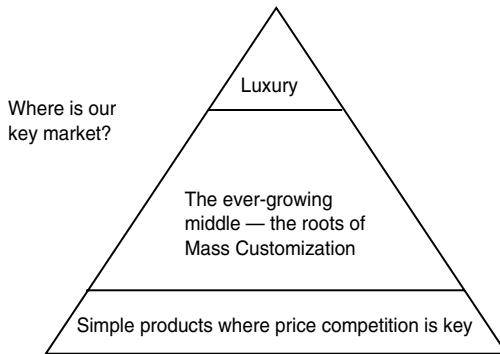 Luxury
Where is our
key market?
The ever-growing
middle — the roots of
Mass Customization
Simple products where price competition is key